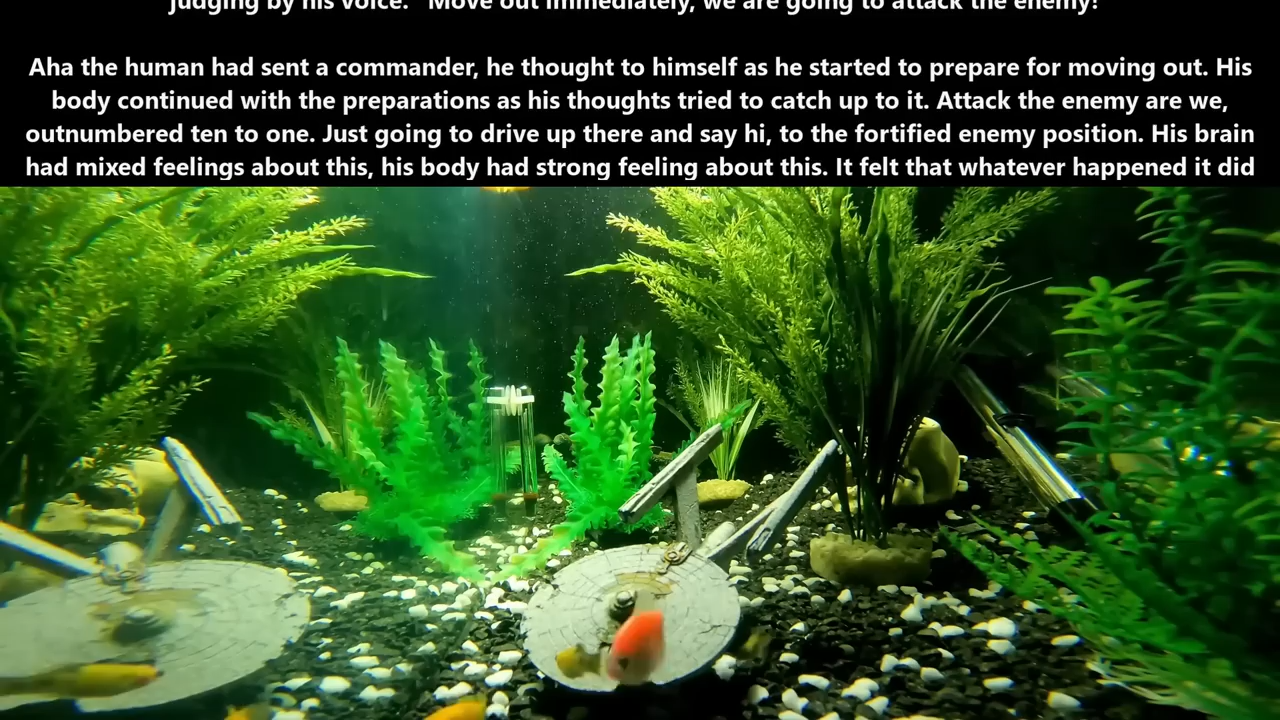 judging by his voice. "Move out immediately, we are going to attack the enemy!
Aha the human had sent a commander, he thought to himself as he started to prepare for moving out. His
body continued with the preparations as his thoughts tried to catch up to it. Attack the enemy are we,
outnumbered ten to one. Just going to drive up there and say hi, to the fortified enemy position. His brain
had mixed feelings about this, his body had strong feeling about this. It felt that whatever happened it did